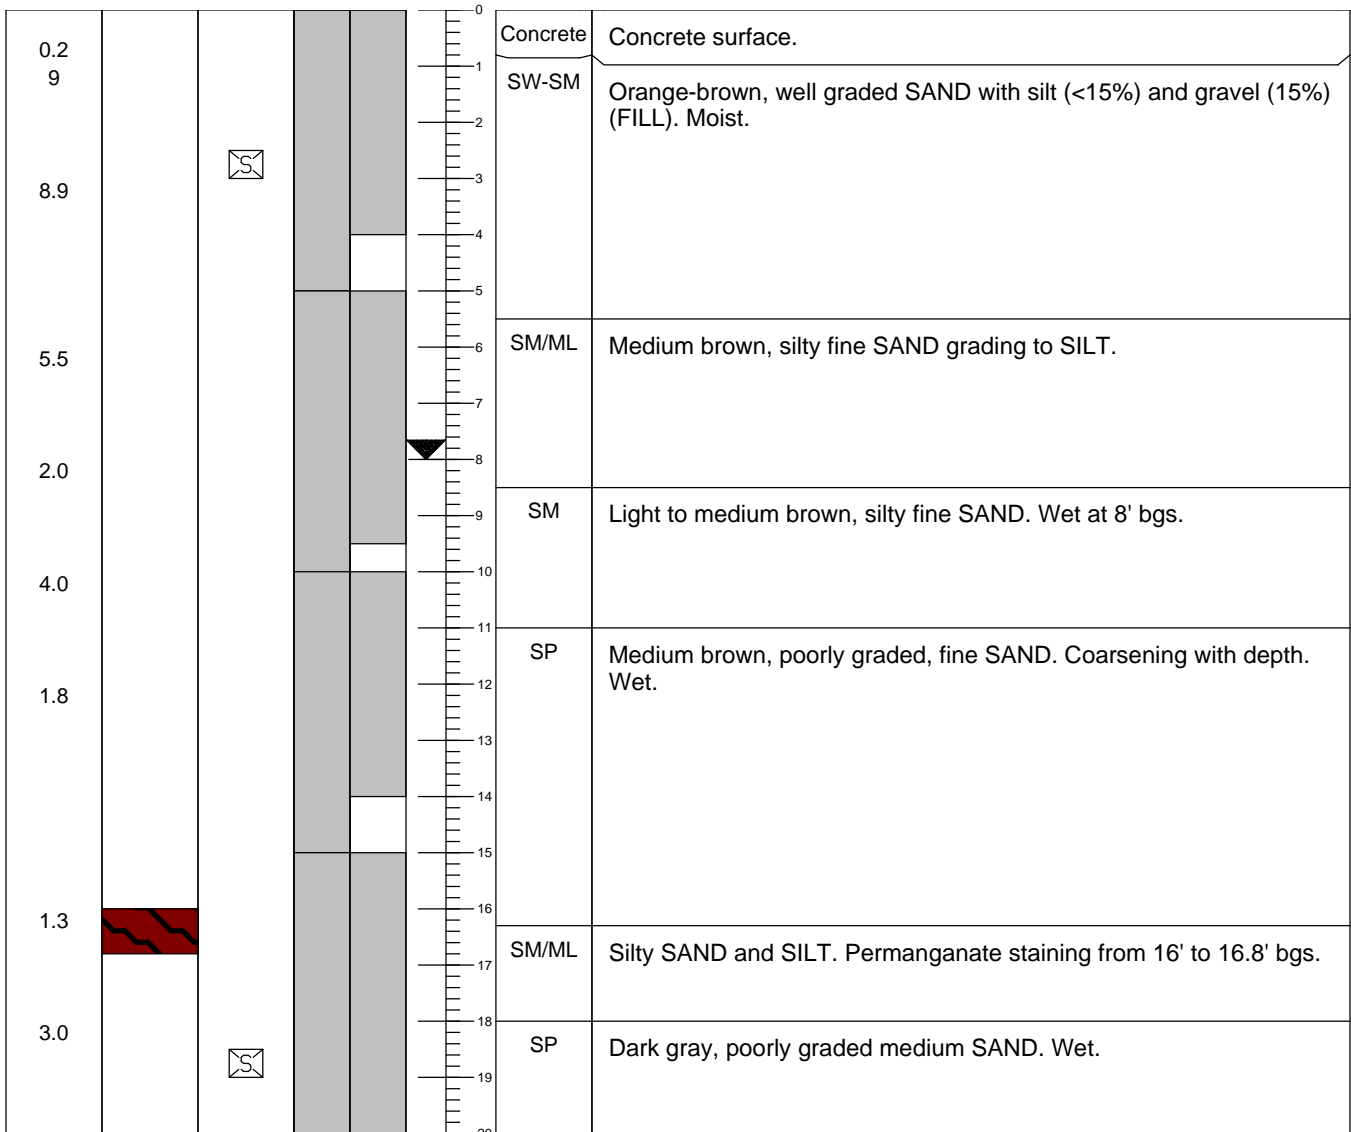 0
Concrete
Concrete surface.
0.2
1
9
SW-SM
Orange-brown, well graded SAND with silt (<15%) and gravel (15%)
(FILL). Moist.
2
S
3
8.9
4
5
6
SM/ML
Medium brown, silty fine SAND grading to SILT.
5.5
7
8
2.0
9
SM
Light to medium brown, silty fine SAND. Wet at 8' bgs.
10
4.0
11
SP
Medium brown, poorly graded, fine SAND. Coarsening with depth.
Wet.
12
1.8
13
14
15
16
1.3
SM/ML
Silty SAND and SILT. Permanganate staining from 16' to 16.8' bgs.
17
18
3.0
SP
Dark gray, poorly graded medium SAND. Wet.
S
19
20